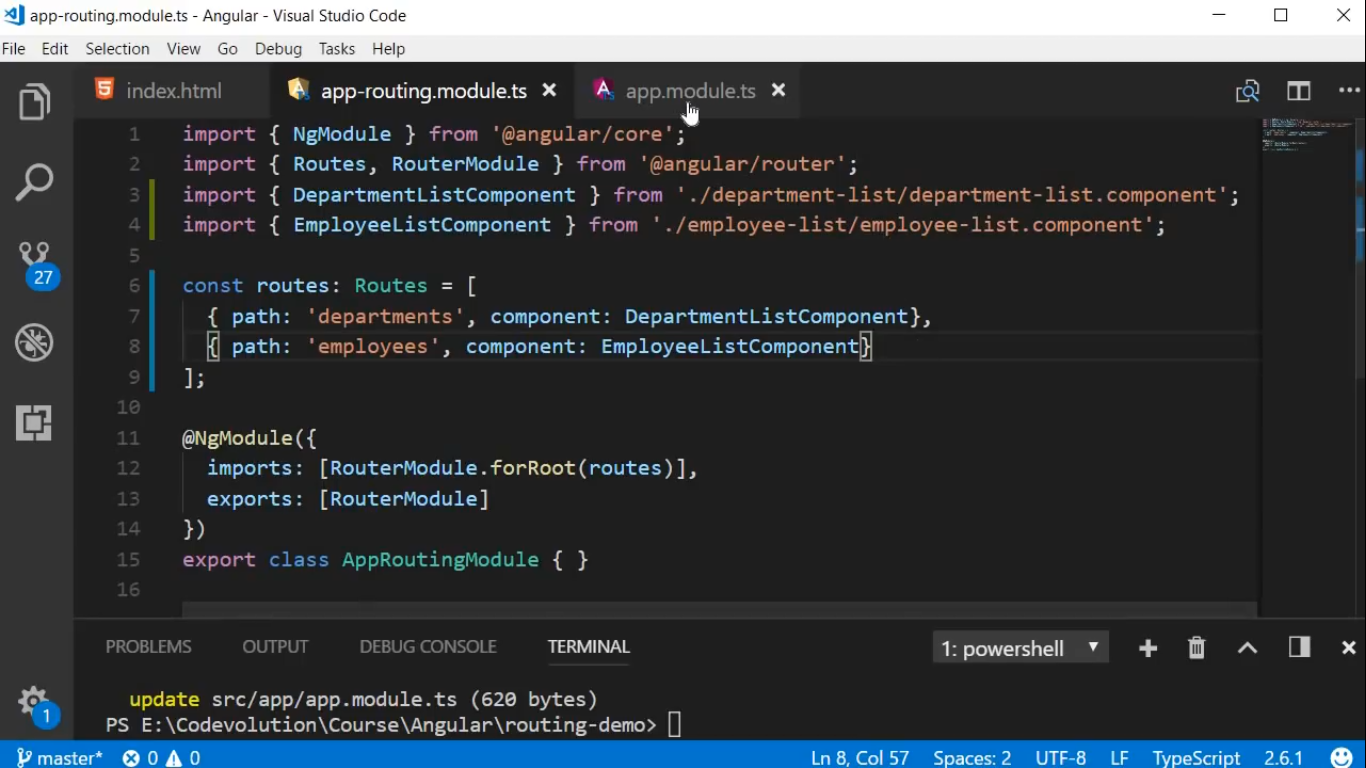 app-routing.module.ts - Angular - Visual Studio Code
File Edit Selection View Go Debug Tasks Help
index.html app-routing.module.ts app.module.ts
1 import { NgModule } from '@angular/core';
2 import { Routes, RouterModule } from '@angular/router';
3 import { DepartmentListComponent } from './department-list/department-list.component';
4 import { EmployeeListComponent } from './employee-list/employee-list.component';
5
6 const routes: Routes = [
7 { path: 'departments', component: DepartmentListComponent},
8 { path: 'employees', component: EmployeeListComponent}
9 ];
10
11 @NgModule({
12 imports: [RouterModule.forRoot(routes)],
13 exports: [RouterModule]
14 })
15 export class AppRoutingModule { }
16
27
PROBLEMS OUTPUT DEBUG CONSOLE TERMINAL 1: powershell
update src/app/app.module.ts (620 bytes)
PS E:\Codevolution\Course\Angular\routing-demo>
1
master* 0 0 Ln 8, Col 57 Spaces: 2 UTF-8 LF TypeScript 2.6.1